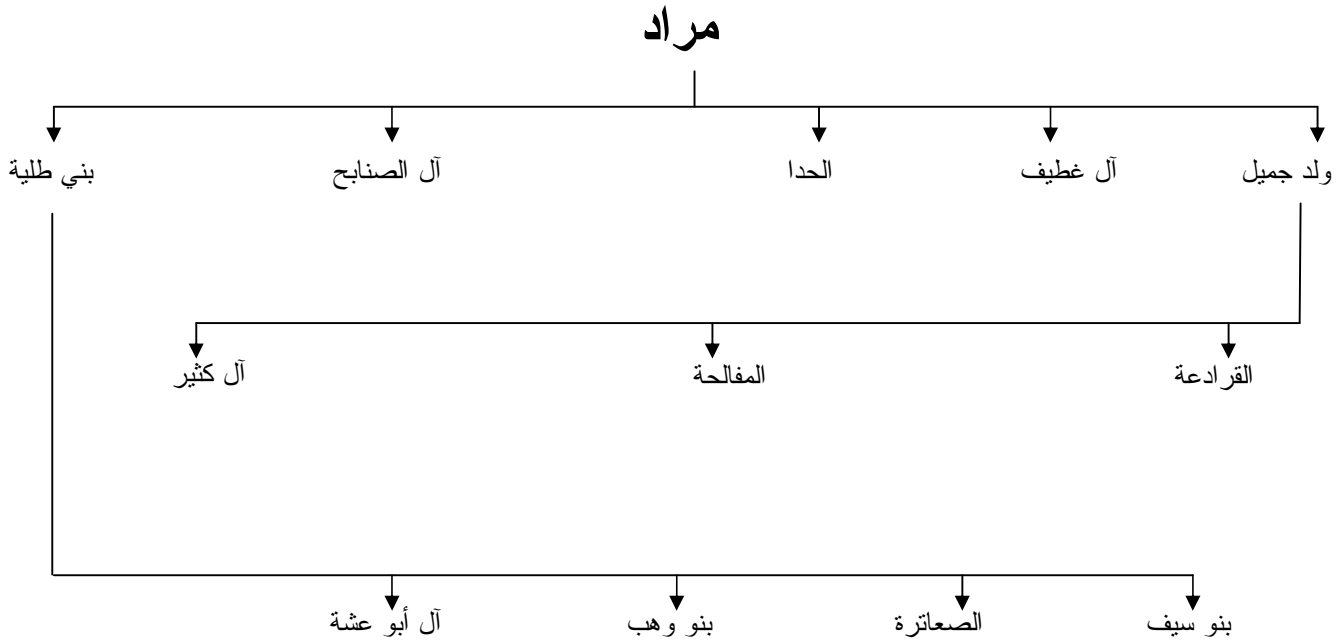 مراد
ولد جميل آل غطيف الحدا آل الصنابح بني طلية
القرادعة المفالحة آل كثير
بنو سيف الصعاترة بنو وهب آل أبو عشة